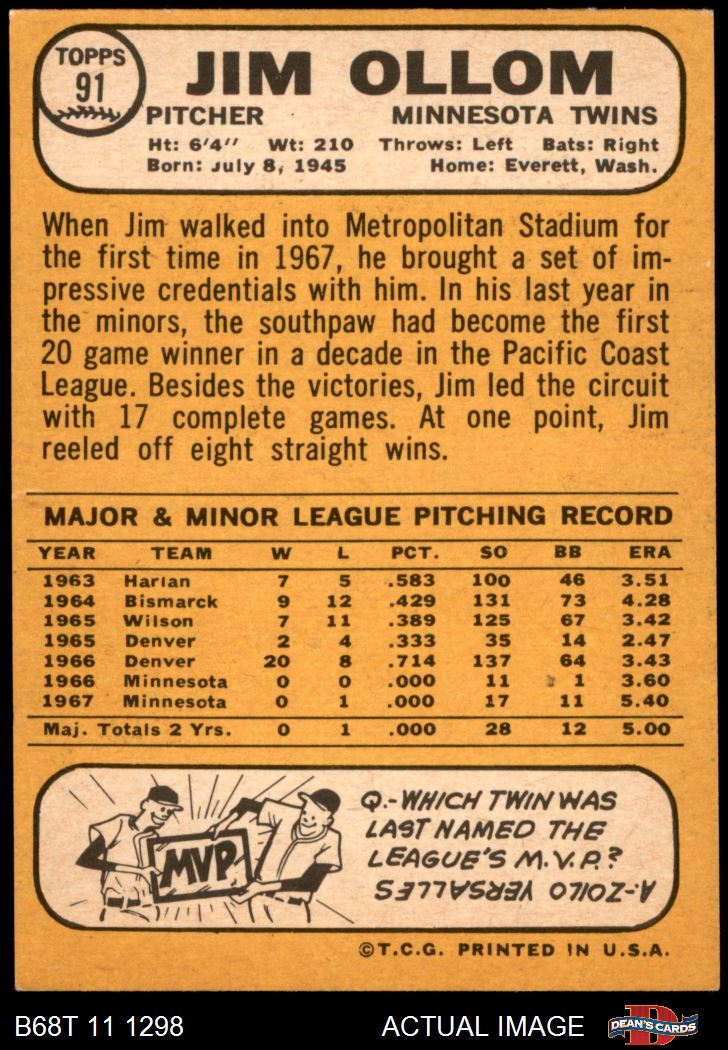 TOPPS
91
JIM OLLOM
PITCHER MINNESOTA TWINS
Ht: 6'4'' Wt: 210 Throws: Left Bats: Right
Born: July 8, 1945 Home: Everett, Wash.
When Jim walked into Metropolitan Stadium for
the first time in 1967, he brought a set of im-
pressive credentials with him. In his last year in
the minors, the southpaw had become the first
20 game winner in a decade in the Pacific Coast
League. Besides the victories, Jim led the circuit
with 17 complete games. At one point, Jim
reeled off eight straight wins.
MAJOR & MINOR LEAGUE PITCHING RECORD
YEAR TEAM W L PCT. SO BB ERA
1963 Harlan 7 5 .583 100 46 3.51
1964 Bismarck 9 12 .429 131 73 4.28
1965 Wilson 7 11 .389 125 67 3.42
1965 Denver 2 4 .333 35 14 2.47
1966 Denver 20 8 .714 137 64 3.43
1966 Minnesota 0 0 .000 11 1 3.60
1967 Minnesota 0 1 .000 17 11 5.40
Maj. Totals 2 Yrs. 0 1 .000 28 12 5.00
MVP
Q.-WHICH TWIN WAS
LAST NAMED THE
LEAGUE'S M.V.P.?
A-ZOILO VERSALLES
©T.C.G. PRINTED IN U.S.A.
B68T 11 1298 ACTUAL IMAGE DEAN'S CARDS